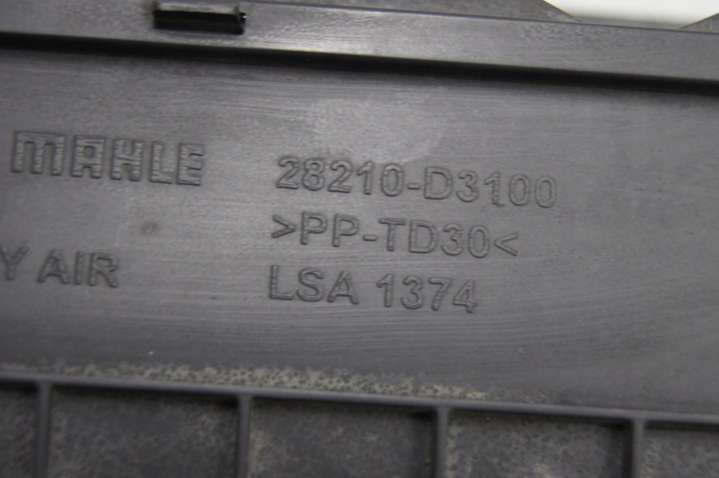 MAHLE 28210-D3100
>PP-TD30<
Y AIR LSA 1374